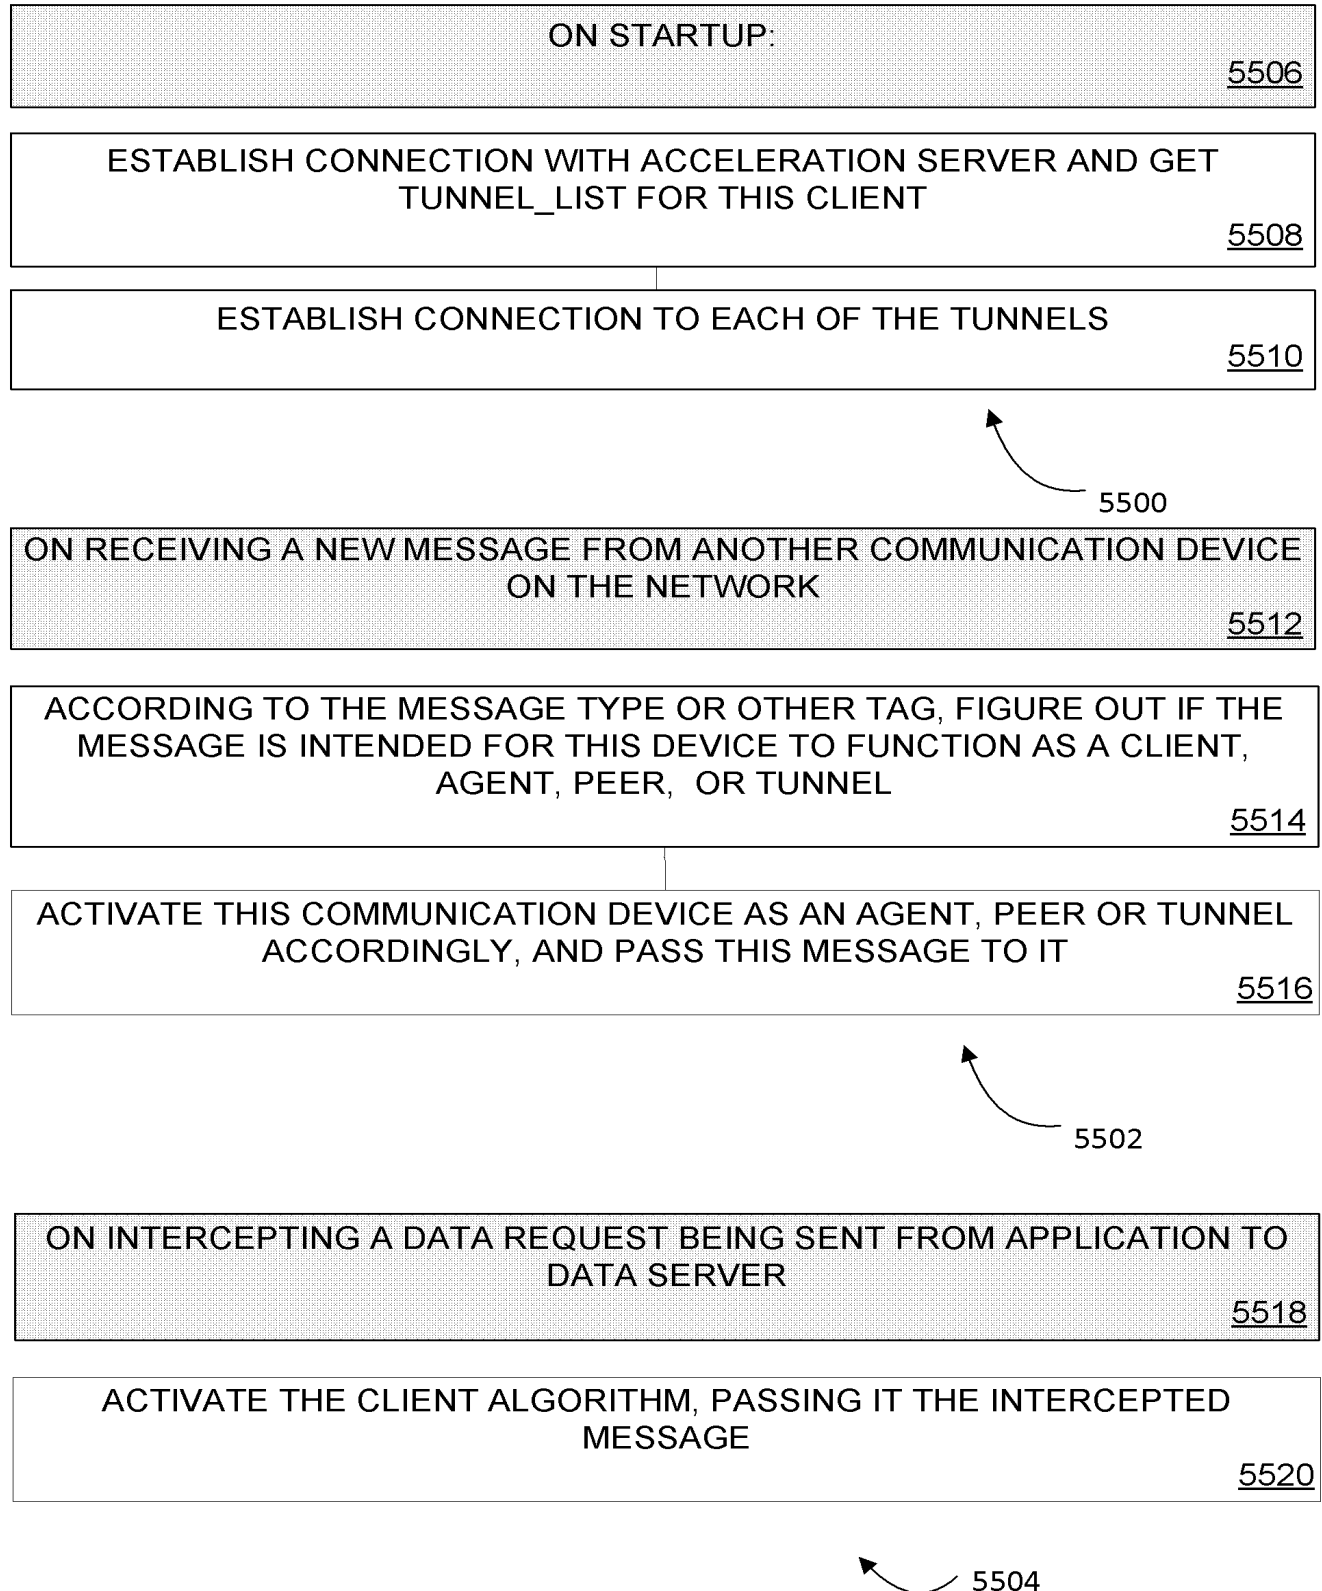 ON STARTUP:
5506
ESTABLISH CONNECTION WITH ACCELERATION SERVER AND GET
TUNNEL_LIST FOR THIS CLIENT
5508
ESTABLISH CONNECTION TO EACH OF THE TUNNELS
5510
5500
ON RECEIVING A NEW MESSAGE FROM ANOTHER COMMUNICATION DEVICE
ON THE NETWORK
5512
ACCORDING TO THE MESSAGE TYPE OR OTHER TAG, FIGURE OUT IF THE
MESSAGE IS INTENDED FOR THIS DEVICE TO FUNCTION AS A CLIENT,
AGENT, PEER, OR TUNNEL
5514
ACTIVATE THIS COMMUNICATION DEVICE AS AN AGENT, PEER OR TUNNEL
ACCORDINGLY, AND PASS THIS MESSAGE TO IT
5516
5502
ON INTERCEPTING A DATA REQUEST BEING SENT FROM APPLICATION TO
DATA SERVER
5518
ACTIVATE THE CLIENT ALGORITHM, PASSING IT THE INTERCEPTED
MESSAGE
5520
5504